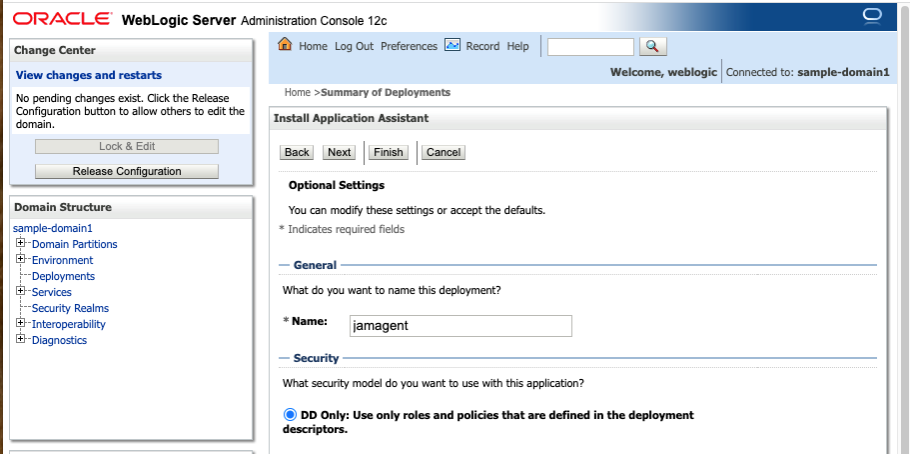 ORACLE WebLogic Server Administration Console 12c
Change Center
View changes and restarts
No pending changes exist. Click the Release
Configuration button to allow others to edit the
domain.
Lock & Edit
Release Configuration
Domain Structure
sample-domain1
Domain Partitions
Environment
Deployments
Services
Security Realms
Interoperability
Diagnostics
Home Log Out Preferences Record Help
Welcome, weblogic Connected to: sample-domain1
Home >Summary of Deployments
Install Application Assistant
Back Next Finish Cancel
Optional Settings
You can modify these settings or accept the defaults.
* Indicates required fields
General
What do you want to name this deployment?
* Name: jamagent
Security
What security model do you want to use with this application?
DD Only: Use only roles and policies that are defined in the deployment
descriptors.